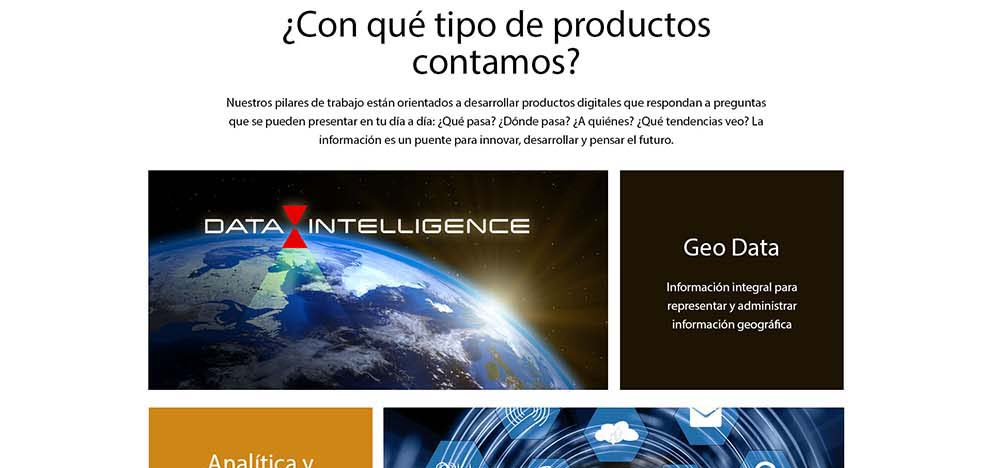 ¿Con qué tipo de productos
contamos?
Nuestros pilares de trabajo están orientados a desarrollar productos digitales que respondan a preguntas
que se pueden presentar en tu día a día: ¿Qué pasa? ¿Dónde pasa? ¿A quiénes? ¿Qué tendencias veo? La
información es un puente para innovar, desarrollar y pensar el futuro.
DATA INTELLIGENCE
Geo Data
Información integral para
representar y administrar
información geográfica
Analítica y